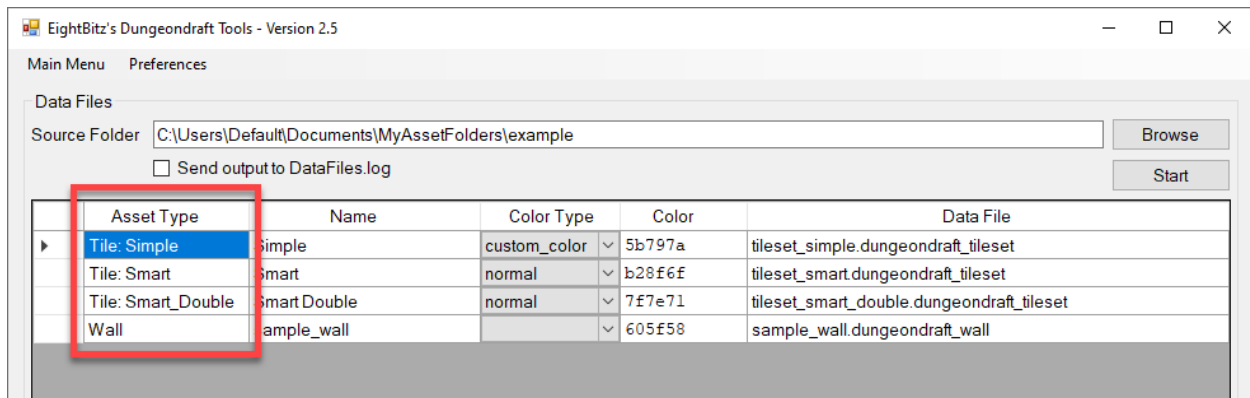 EightBitz's Dungeondraft Tools - Version 2.5
Main Menu Preferences
Data Files
Source Folder C:\Users\Default\Documents\MyAssetFolders\example Browse
Send output to DataFiles.log Start
Asset Type Name Color Type Color Data File
Tile: Simple Simple custom_color 5b797a tileset_simple.dungeondraft_tileset
Tile: Smart Smart normal b28f6f tileset_smart.dungeondraft_tileset
Tile: Smart_Double Smart Double normal 7f7e71 tileset_smart_double.dungeondraft_tileset
Wall sample_wall 605f58 sample_wall.dungeondraft_wall